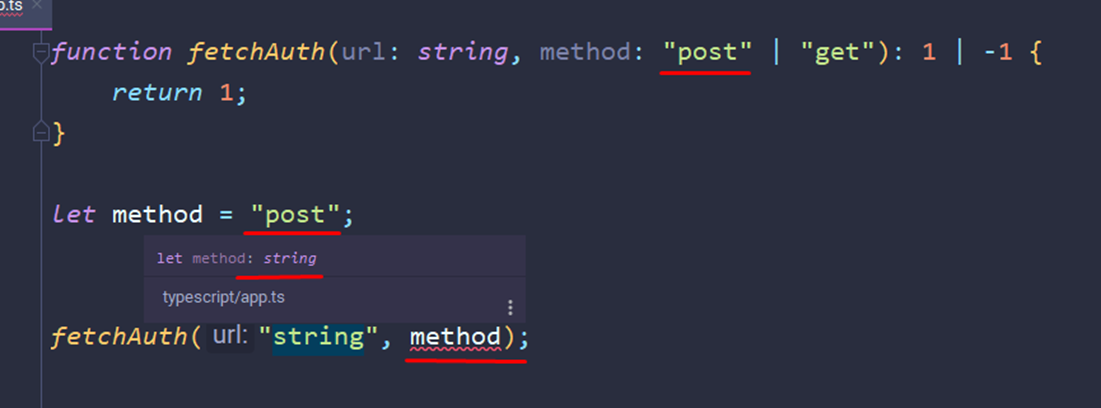 p.ts ×
function fetchAuth(url: string, method: "post" | "get"): 1 | -1 {
return 1;
}
let method = "post";
let method: string
typescript/app.ts
fetchAuth( url: "string", method);